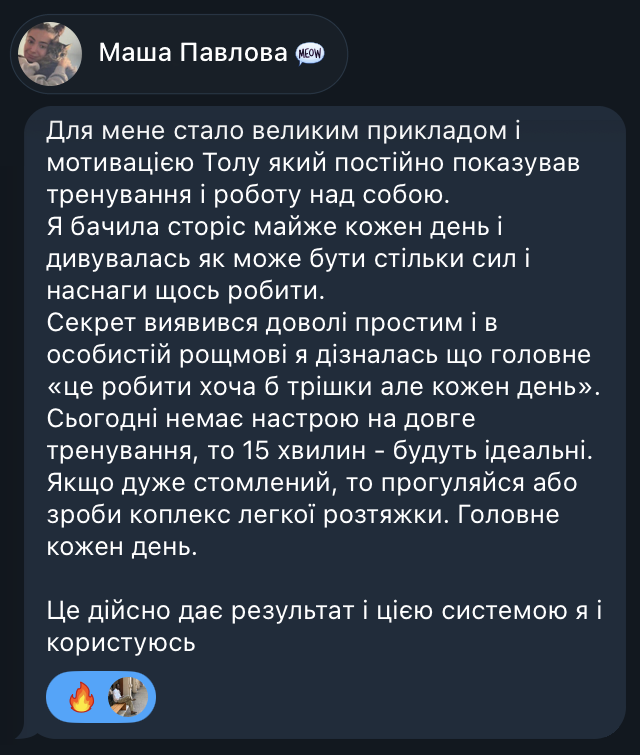 Маша Павлова MEOW
Для мене стало великим прикладом і
мотивацією Толу який постійно показував
тренування і роботу над собою.
Я бачила сторіс майже кожен день і
дивувалась як може бути стільки сил і
наснаги щось робити.
Секрет виявився доволі простим і в
особистій рощмові я дізналась що головне
«це робити хоча б трішки але кожен день».
Сьогодні немає настрою на довге
тренування, то 15 хвилин - будуть ідеальні.
Якщо дуже стомлений, то прогуляйся або
зроби коплекс легкої розтяжки. Головне
кожен день.
Це дійсно дає результат і цією системою я і
користуюсь